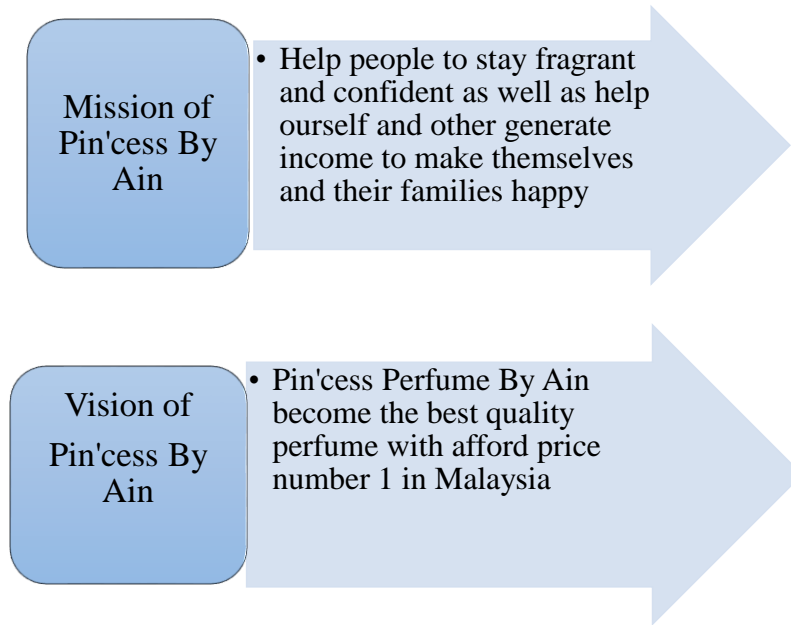 Mission of
Pin'cess By
Ain
• Help people to stay fragrant
and confident as well as help
ourself and other generate
income to make themselves
and their families happy
Vision of
Pin'cess By
Ain
• Pin'cess Perfume By Ain
become the best quality
perfume with afford price
number 1 in Malaysia